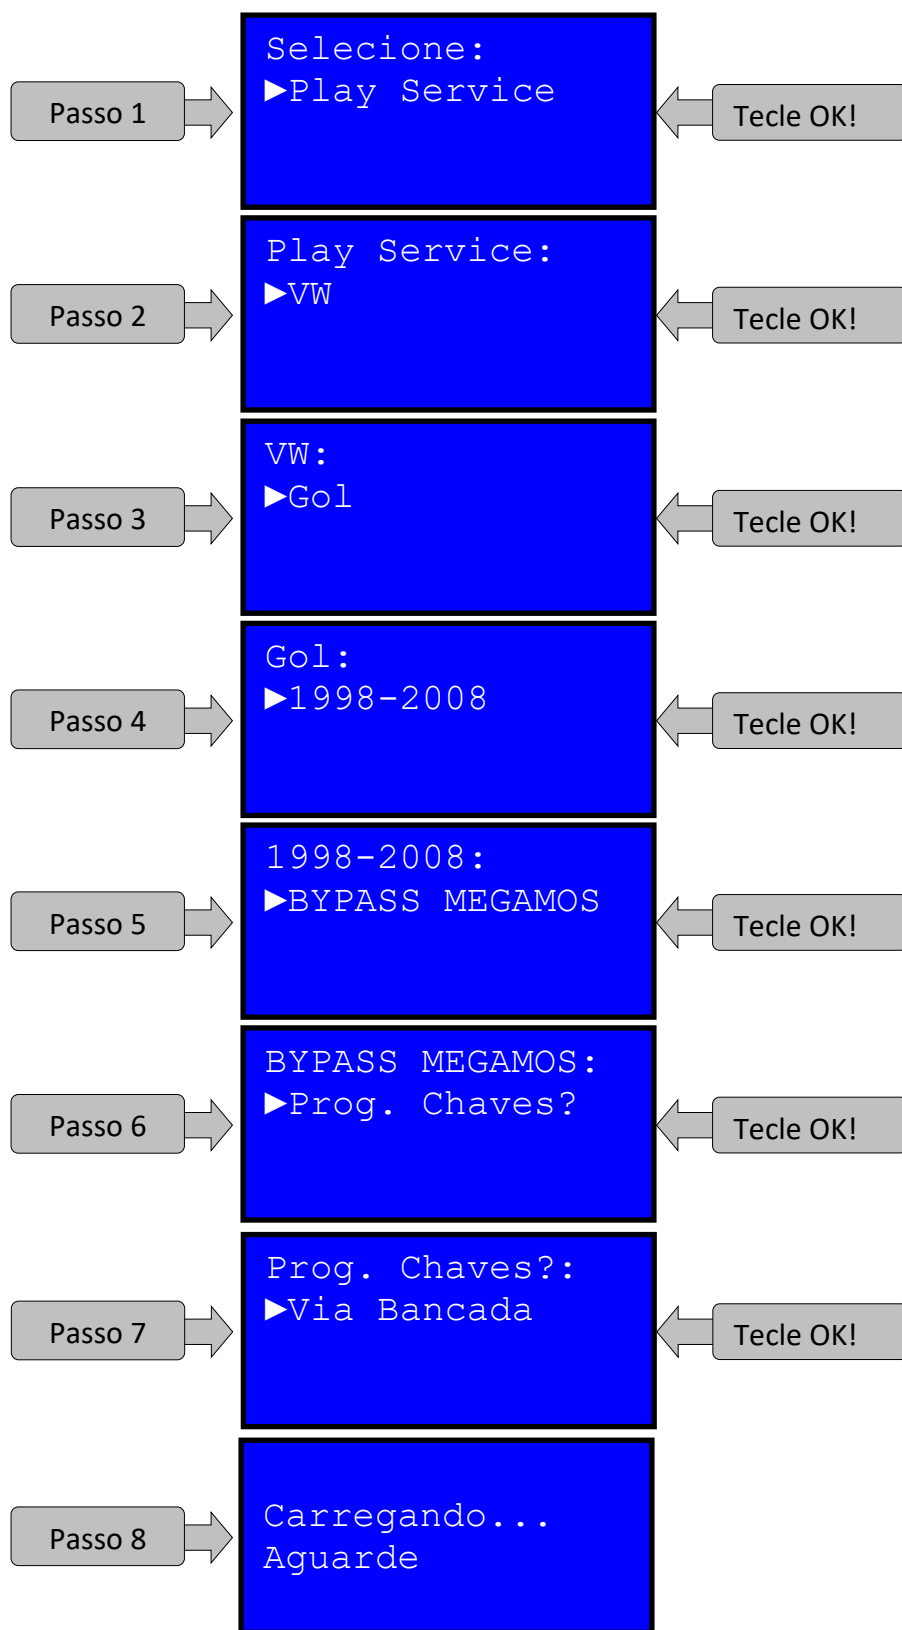 Selecione:
Passo 1
►Play Service
Tecle OK!
Play Service:
Passo 2
►VW
Tecle OK!
VW:
Passo 3
►Gol
Tecle OK!
Gol:
Passo 4
►1998-2008
Tecle OK!
1998-2008:
Passo 5
►BYPASS MEGAMOS
Tecle OK!
BYPASS MEGAMOS:
Passo 6
►Prog. Chaves?
Tecle OK!
Prog. Chaves?:
Passo 7
►Via Bancada
Tecle OK!
Passo 8
Carregando...
Aguarde